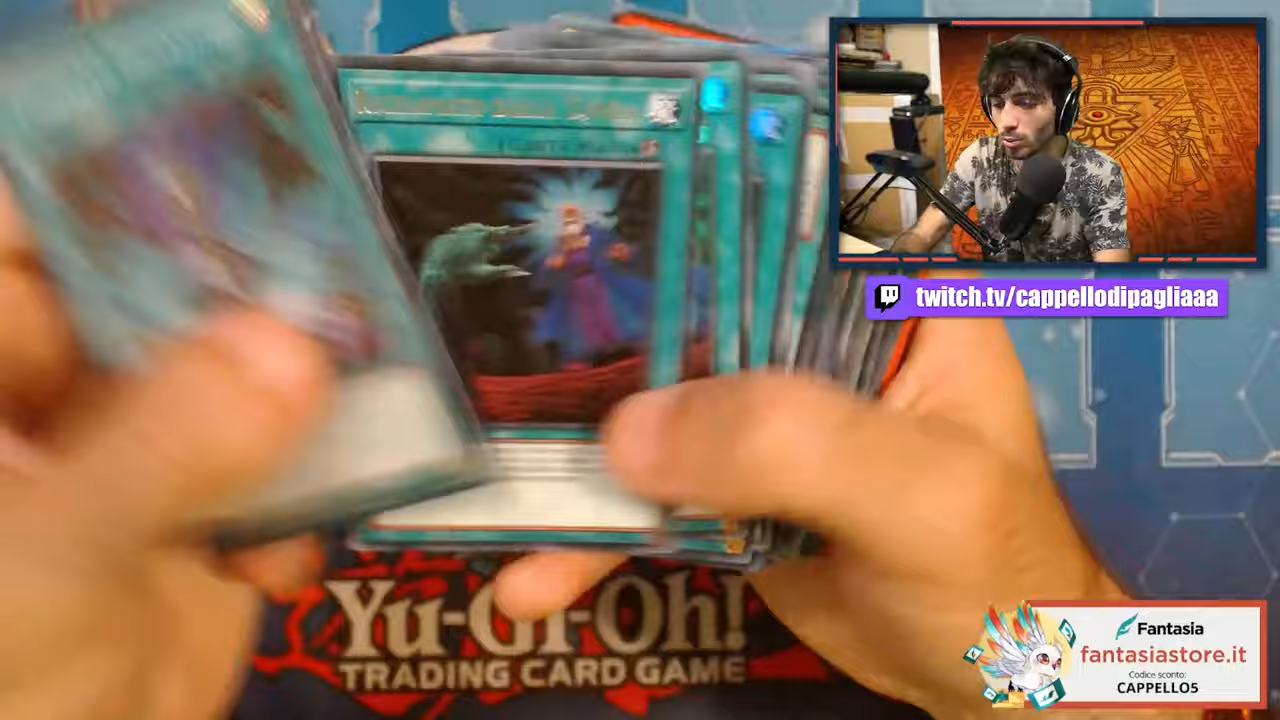 twitch.tv/cappellodipagliaaa
Yu-Gi-Oh!
TRADING CARD GAME
Fantasia
fantasiastore.it
Codice sconto:
CAPPELLO5